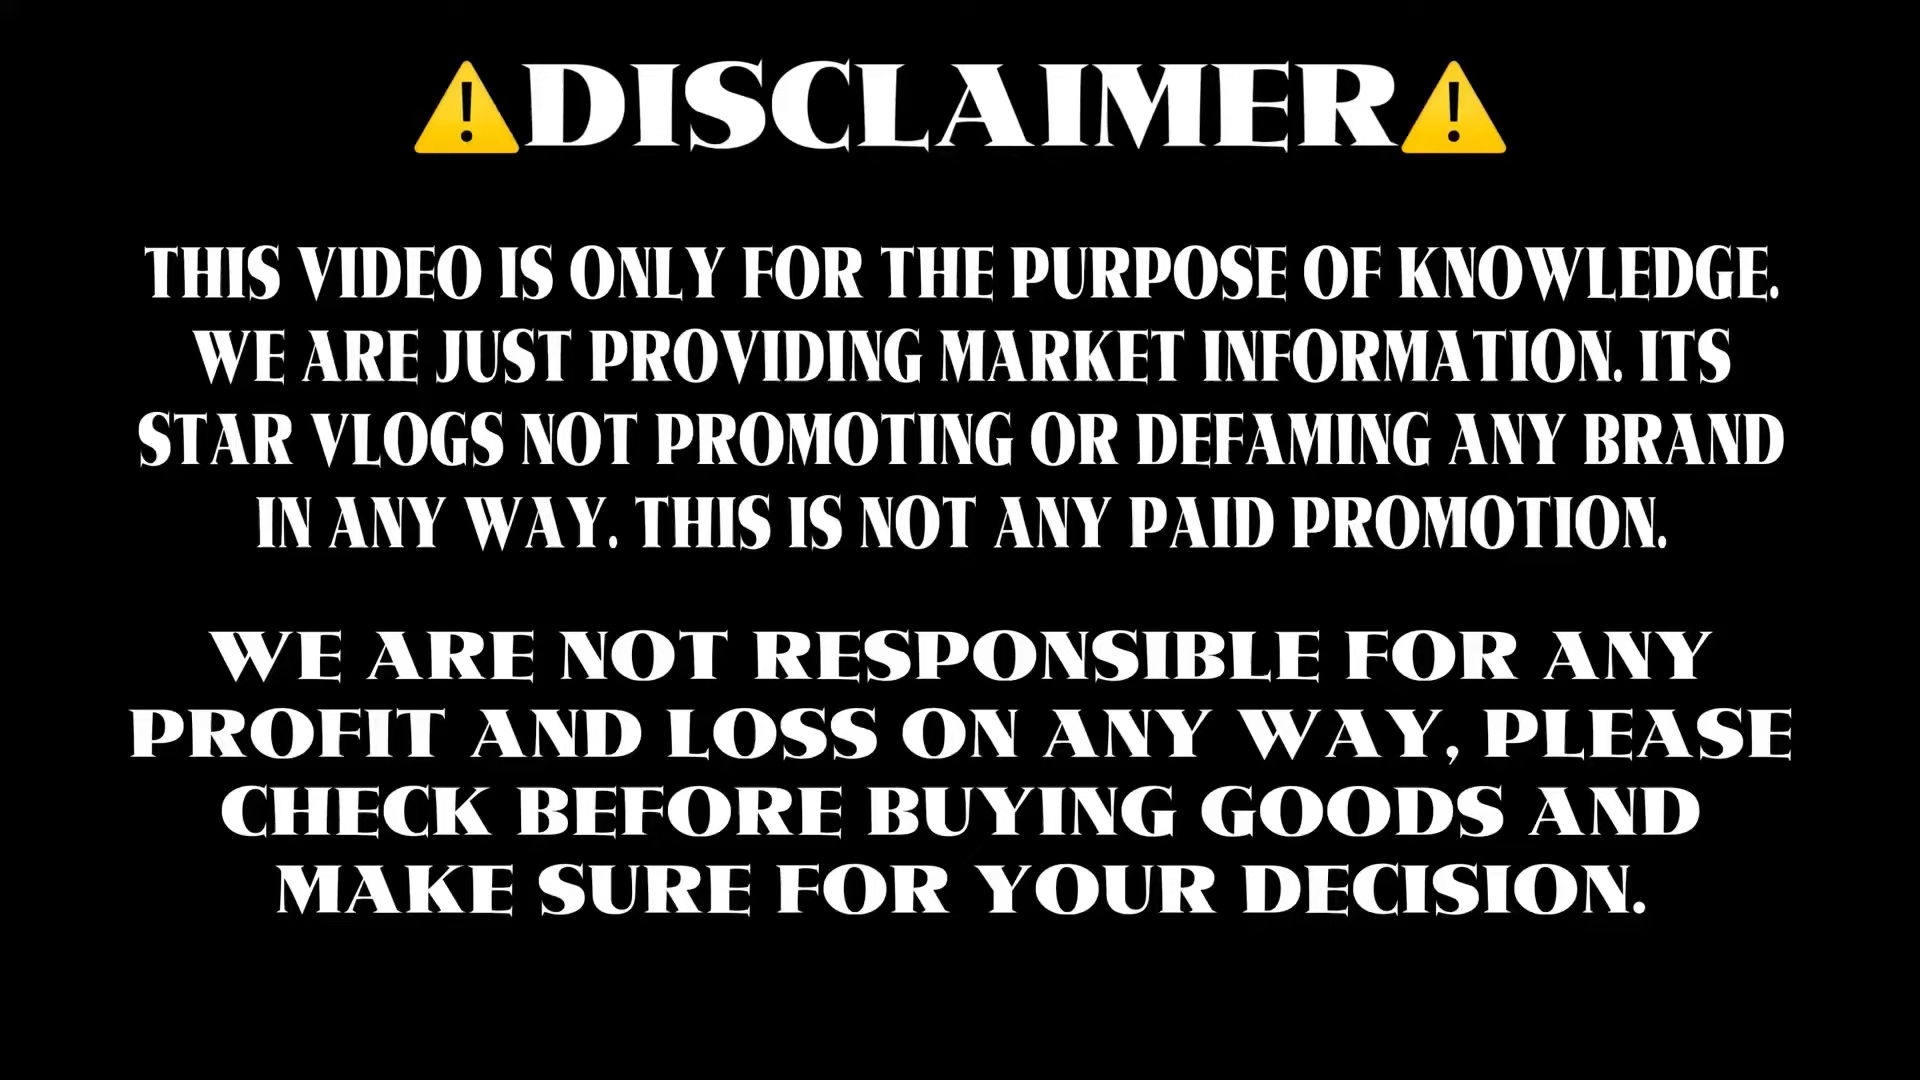 ⚠️DISCLAIMER⚠️
THIS VIDEO IS ONLY FOR THE PURPOSE OF KNOWLEDGE.
WE ARE JUST PROVIDING MARKET INFORMATION. ITS
STAR VLOGS NOT PROMOTING OR DEFAMING ANY BRAND
IN ANY WAY. THIS IS NOT ANY PAID PROMOTION.
WE ARE NOT RESPONSIBLE FOR ANY
PROFIT AND LOSS ON ANY WAY, PLEASE
CHECK BEFORE BUYING GOODS AND
MAKE SURE FOR YOUR DECISION.